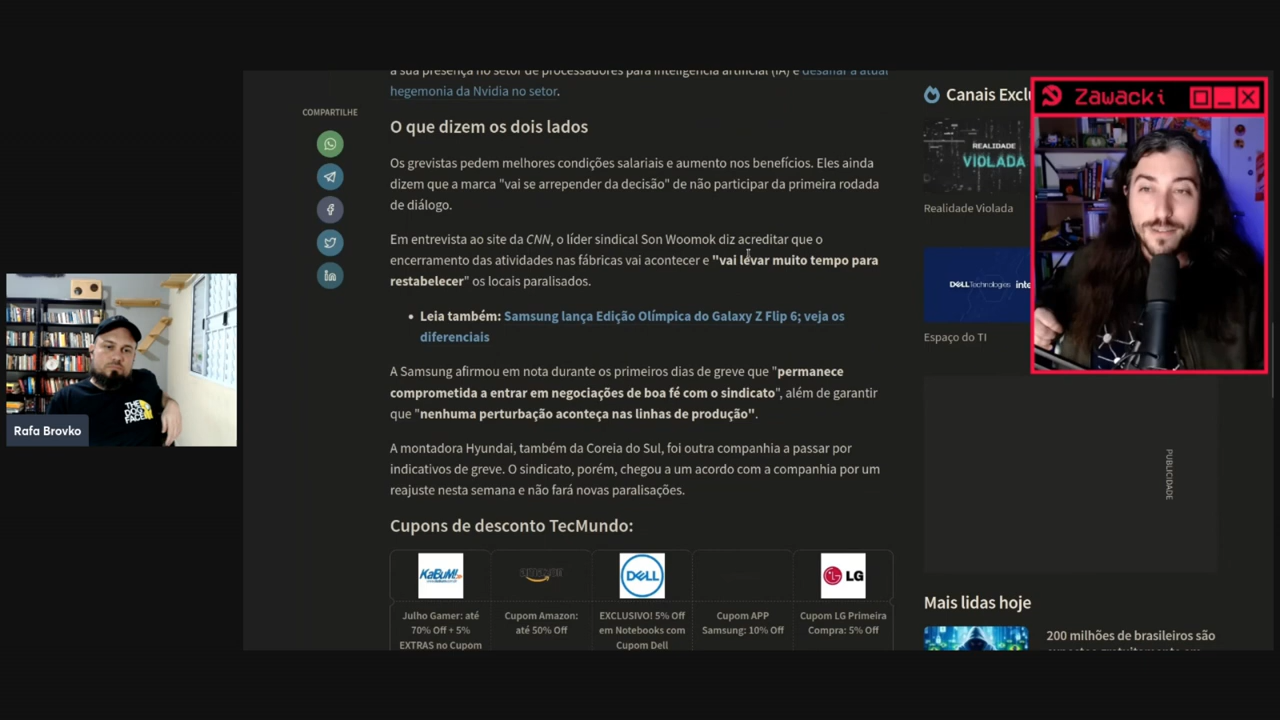 a sua presença no setor de processadores para inteligência artificial (IA) e desafiar a atual
hegemonia da Nvidia no setor.
COMPARTILHE
O que dizem os dois lados
Os grevistas pedem melhores condições salariais e aumento nos benefícios. Eles ainda
dizem que a marca "vai se arrepender da decisão" de não participar da primeira rodada
de diálogo.
Em entrevista ao site da CNN, o líder sindical Son Woomok diz acreditar que o
encerramento das atividades nas fábricas vai acontecer e "vai levar muito tempo para
restabelecer" os locais paralisados.
• Leia também: Samsung lança Edição Olímpica do Galaxy Z Flip 6; veja os
diferenciais
A Samsung afirmou em nota durante os primeiros dias de greve que "permanece
comprometida a entrar em negociações de boa fé com o sindicato", além de garantir
que "nenhuma perturbação aconteça nas linhas de produção".
A montadora Hyundai, também da Coreia do Sul, foi outra companhia a passar por
indicativos de greve. O sindicato, porém, chegou a um acordo com a companhia por um
reajuste nesta semana e não fará novas paralisações.
Cupons de desconto TecMundo:
KaBuM!
amazon
DELL
LG
Julho Gamer: até
70% Off + 5%
EXTRAS no Cupom
Cupom Amazon:
até 50% Off
EXCLUSIVO! 5% Off
em Notebooks com
Cupom Dell
Cupom APP
Samsung: 10% Off
Cupom LG Primeira
Compra: 5% Off
Canais Exclu
REALIDADE
VIOLADA
Realidade Violada
DELLTechnologies inte
Espaço do TI
PUBLICIDADE
Mais lidas hoje
200 milhões de brasileiros são
Zawacki
THE DOG FACE
Rafa Brovko